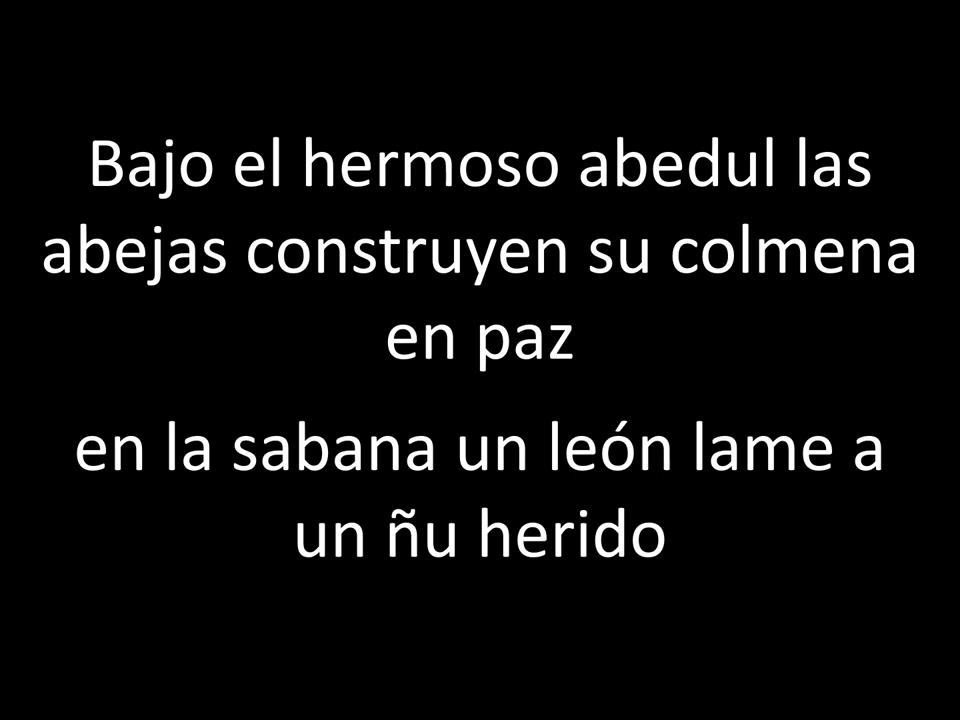 Bajo el hermoso abedul las
abejas construyen su colmena
en paz
en la sabana un león lame a
un ñu herido